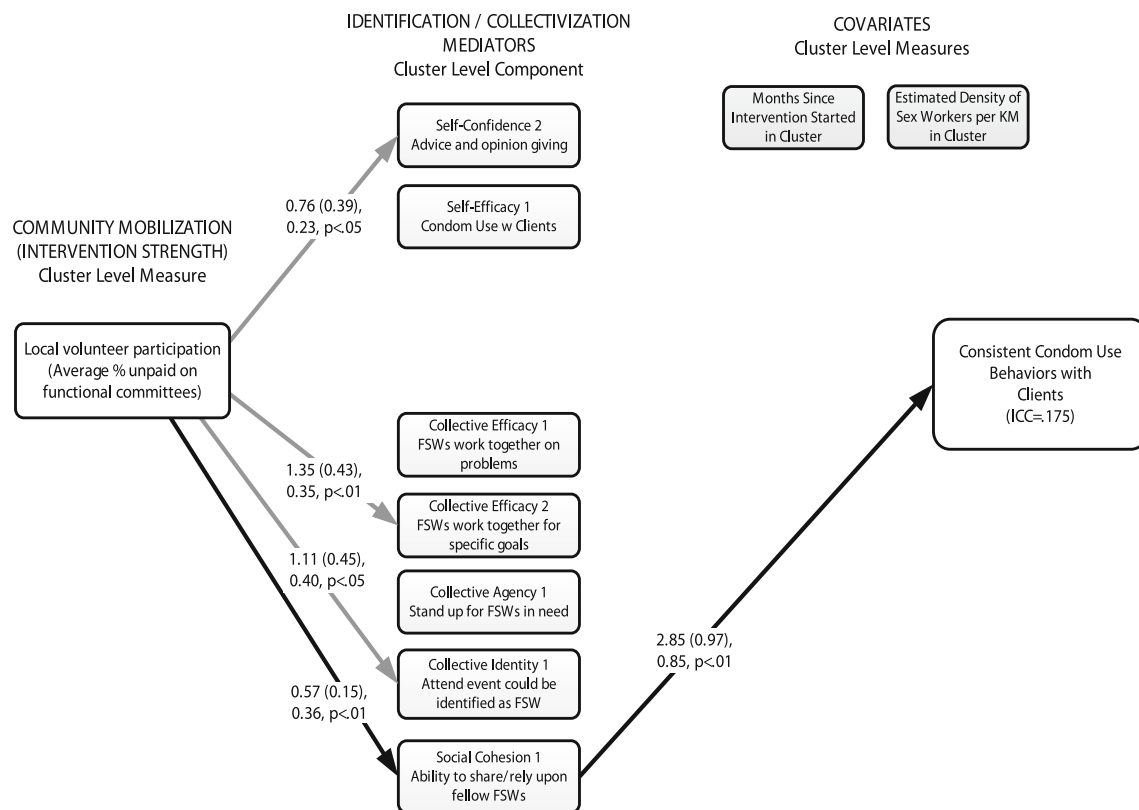 IDENTIFICATION / COLLECTIVIZATION
MEDIATORS
Cluster Level Component
COVARIATES
Cluster Level Measures
Months Since
Intervention Started
in Cluster
Estimated Density of
Sex Workers per KM
in Cluster
Self-Confidence 2
Advice and opinion giving
0.76 (0.39),
0.23, p<.05
Self-Efficacy 1
Condom Use w Clients
COMMUNITY MOBILIZATION
(INTERVENTION STRENGTH)
Cluster Level Measure
Local volunteer participation
(Average % unpaid on
functional committees)
Consistent Condom Use
Behaviors with
Clients
(ICC=.175)
Collective Efficacy 1
FSWs work together on
problems
1.35 (0.43),
0.35, p<.01
Collective Efficacy 2
FSWs work together for
specific goals
1.11 (0.45),
0.40, p<.05
Collective Agency 1
Stand up for FSWs in need
2.85 (0.97),
0.85, p<.01
Collective Identity 1
Attend event could be
identified as FSW
0.57 (0.15),
0.36, p<.01
Social Cohesion 1
Ability to share/rely upon
fellow FSWs